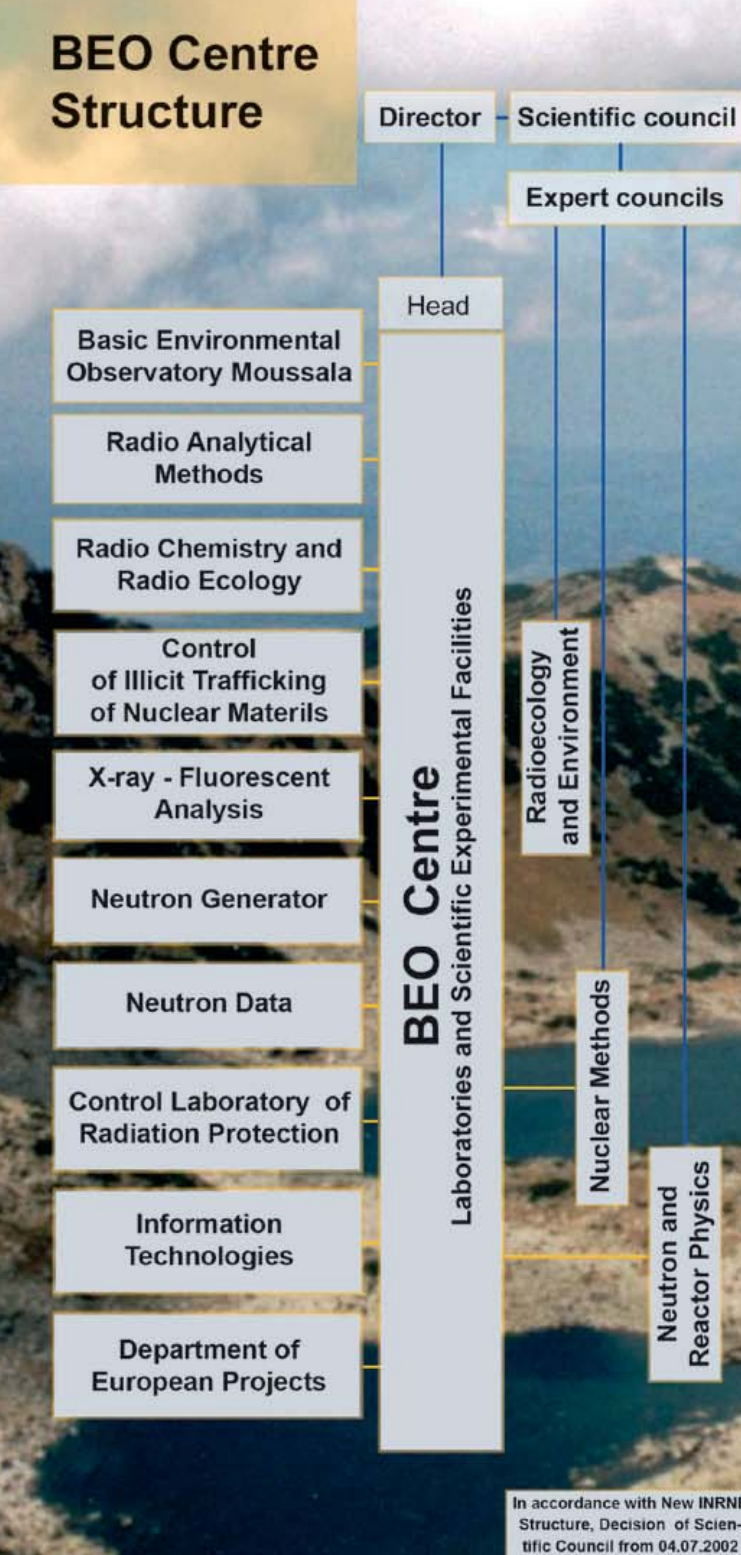 BEO Centre
Structure
Director
Scientific council
Expert councils
Head
Basic Environmental
Observatory Moussala
Radio Analytical
Methods
Radio Chemistry and
Radio Ecology
Control
of Illicit Trafficking
of Nuclear Materils
X-ray - Fluorescent
Analysis
Neutron Generator
Neutron Data
Control Laboratory of
Radiation Protection
Information
Technologies
Department of
European Projects
BEO Centre
Laboratories and Scientific Experimental Facilities
Radioecology
and Environment
Nuclear Methods
Neutron and
Reactor Physics
In accordance with New INRNE
Structure, Decision of Scien-
tific Council from 04.07.2002